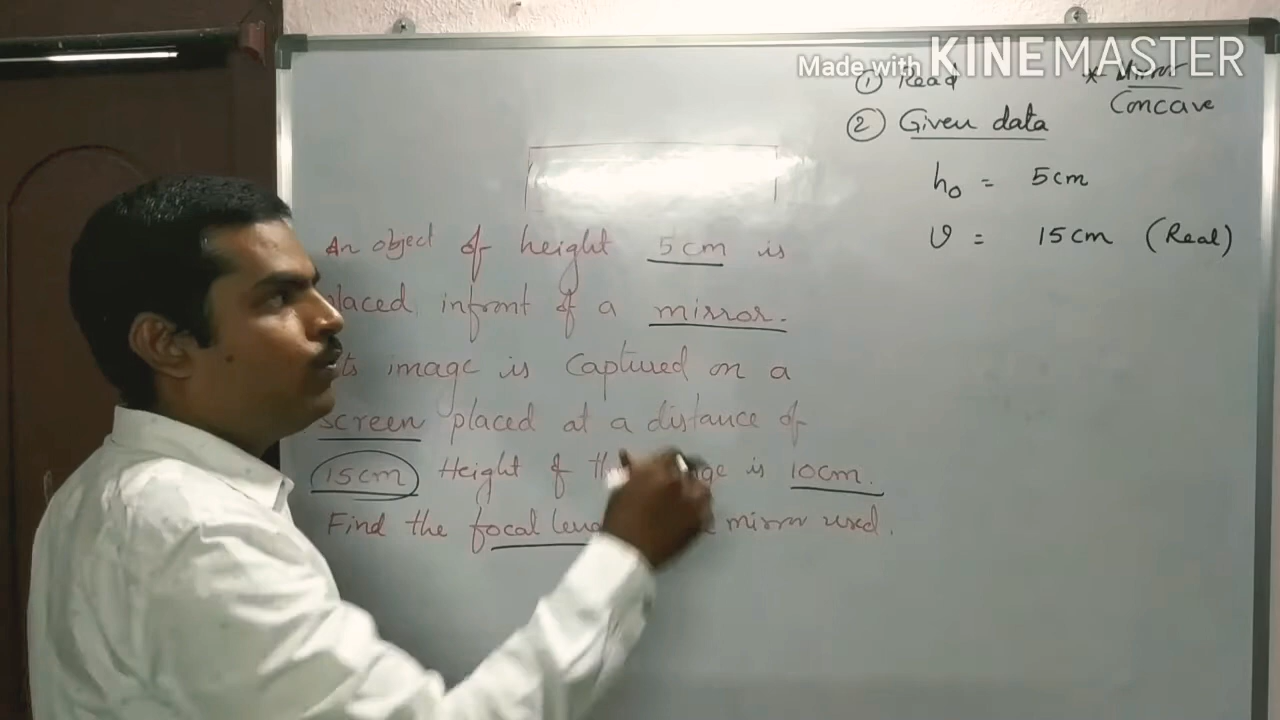 Made with KINEMASTER
① Read
* Mirror
Concave
② Given data
h₀ = 5cm
v = 15cm (Real)
An object of height 5cm is
placed infront of a mirror.
image is Captured on a
screen placed at a distance of
15cm Height of is 10cm.
Find the focal mirror used.